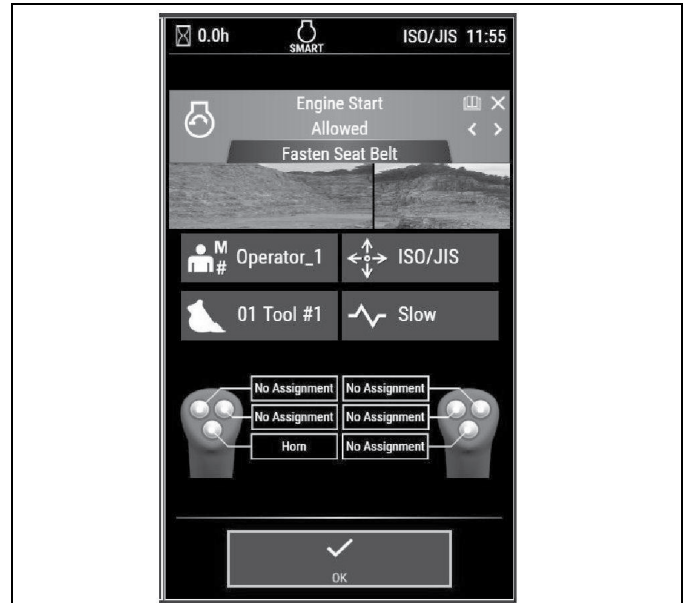 0.0h SMART ISO/JIS 11:55
Engine Start
Allowed
Fasten Seat Belt
M
# Operator_1 ISO/JIS
01 Tool #1 Slow
No Assignment No Assignment
No Assignment No Assignment
Horn No Assignment
OK